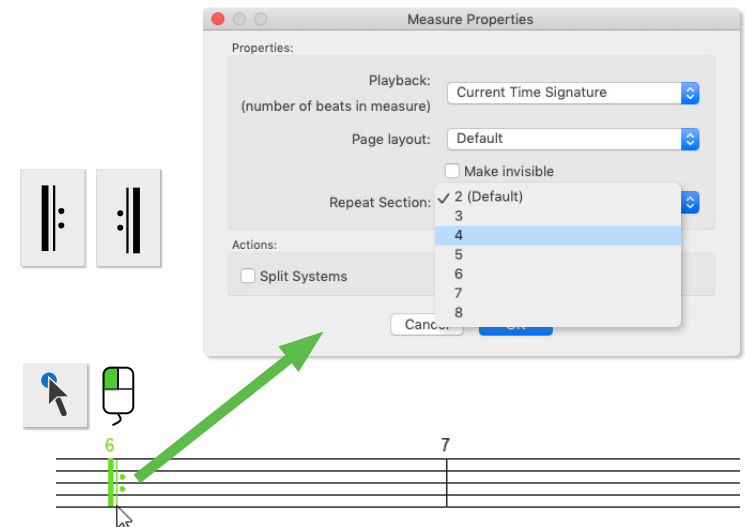 Measure Properties
Properties:
Playback:
(number of beats in measure)
Current Time Signature
Page layout:
Default
Make invisible
Repeat Section:
✓ 2 (Default)
3
4
5
6
7
8
Actions:
Split Systems
6
7